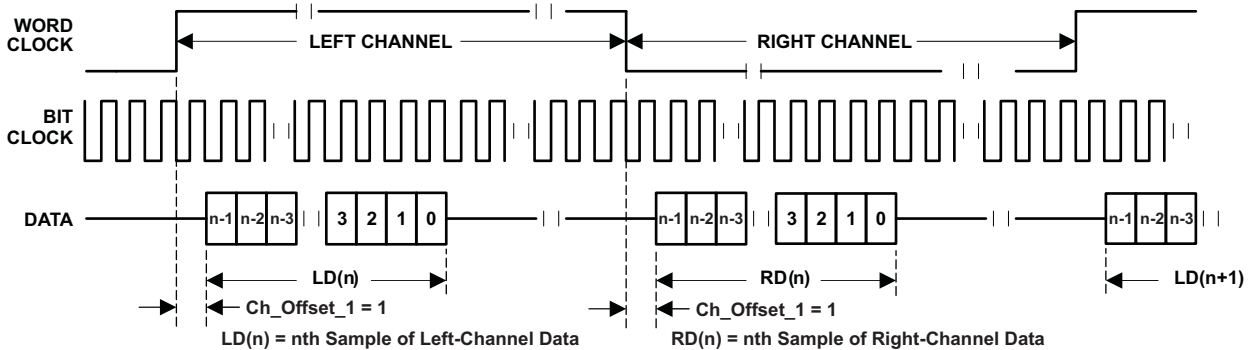 WORD CLOCK
LEFT CHANNEL
RIGHT CHANNEL
BIT CLOCK
DATA
n-1 n-2 n-3 3 2 1 0
n-1 n-2 n-3 3 2 1 0
n-1 n-2 n-3
LD(n)
RD(n)
LD(n+1)
Ch_Offset_1 = 1
Ch_Offset_1 = 1
LD(n) = nth Sample of Left-Channel Data
RD(n) = nth Sample of Right-Channel Data